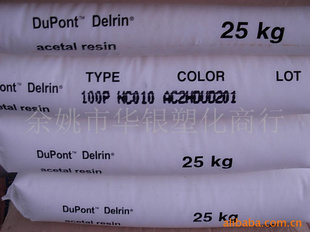 DuPont™ Delrin®
acetal resin
25 kg
TYPE COLOR LOT
100P NC010 AC2HDVD201
余姚市华银塑化商行
DuPont™ Delrin®
acetal resin
25 kg
DuPont™ Delrin®
acetal resin
25 kg
alibaba.com.cn